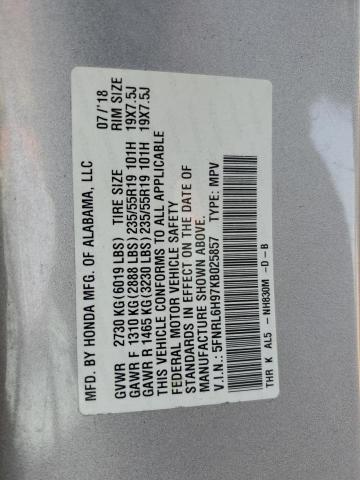 MFD. BY HONDA MFG. OF ALABAMA, LLC 07/'18
GVWR 2730 KG(6019 LBS) TIRE SIZE RIM SIZE
GAWR F 1310 KG(2888 LBS) 235/55R19 101H 19X7.5J
GAWR R 1465 KG(3230 LBS) 235/55R19 101H 19X7.5J
THIS VEHICLE CONFORMS TO ALL APPLICABLE
FEDERAL MOTOR VEHICLE SAFETY
STANDARDS IN EFFECT ON THE DATE OF
MANUFACTURE SHOWN ABOVE.
V.I.N.: 5FNRL6H97KB025857 TYPE: MPV
THR K AL5 - NH830M -D -B